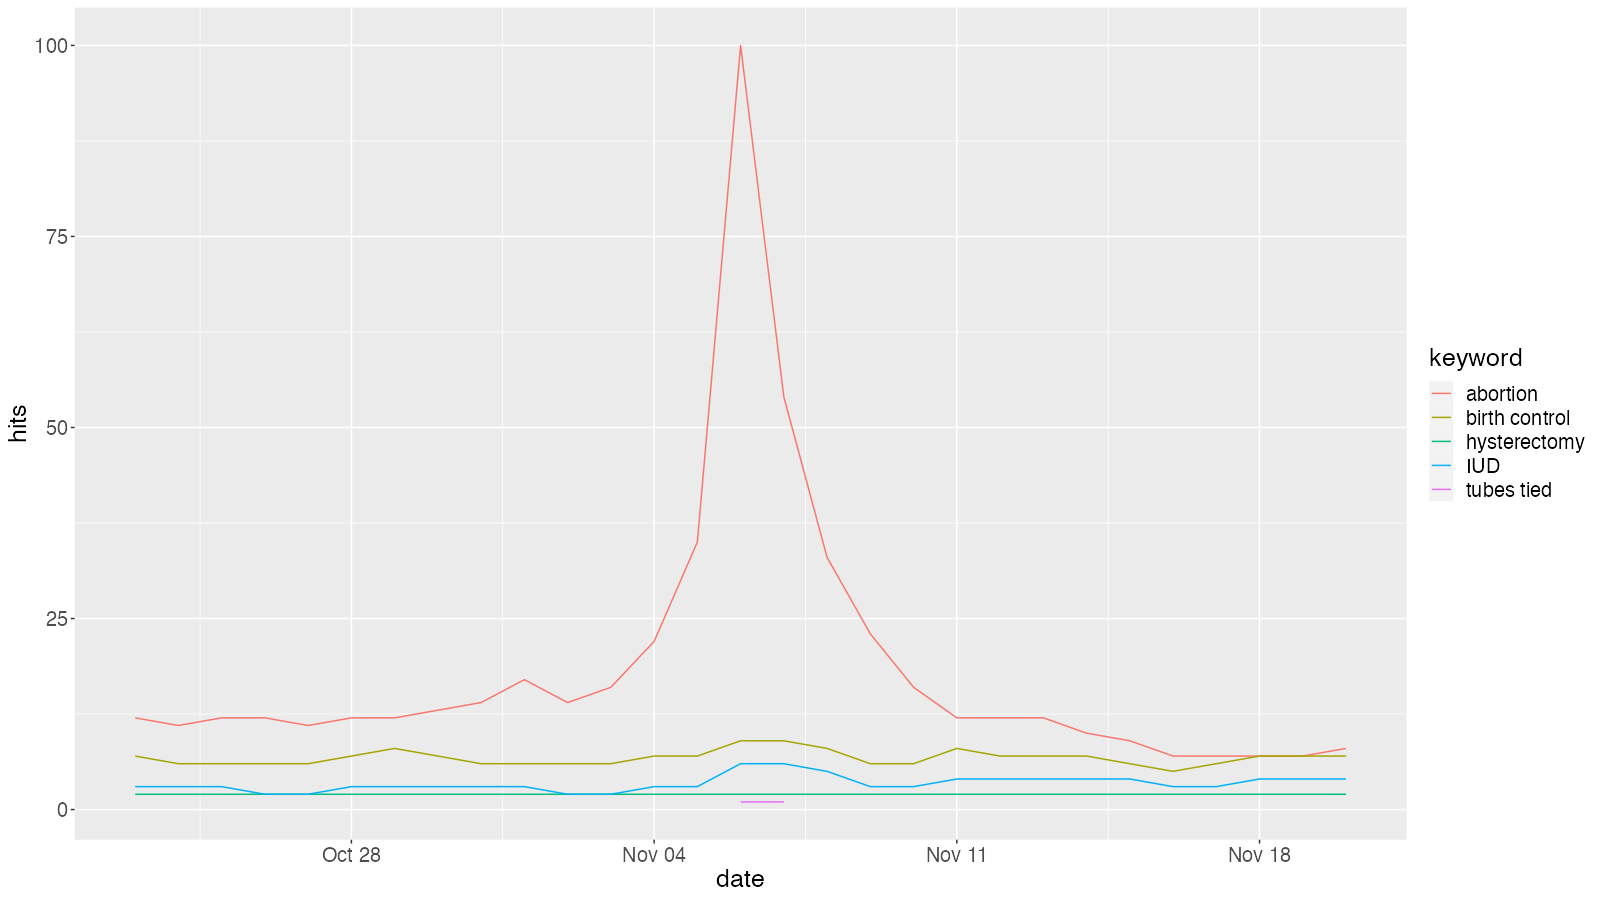 100
75
50
25
0
hits
Oct 28
Nov 04
Nov 11
Nov 18
date
keyword
abortion
birth control
hysterectomy
IUD
tubes tied